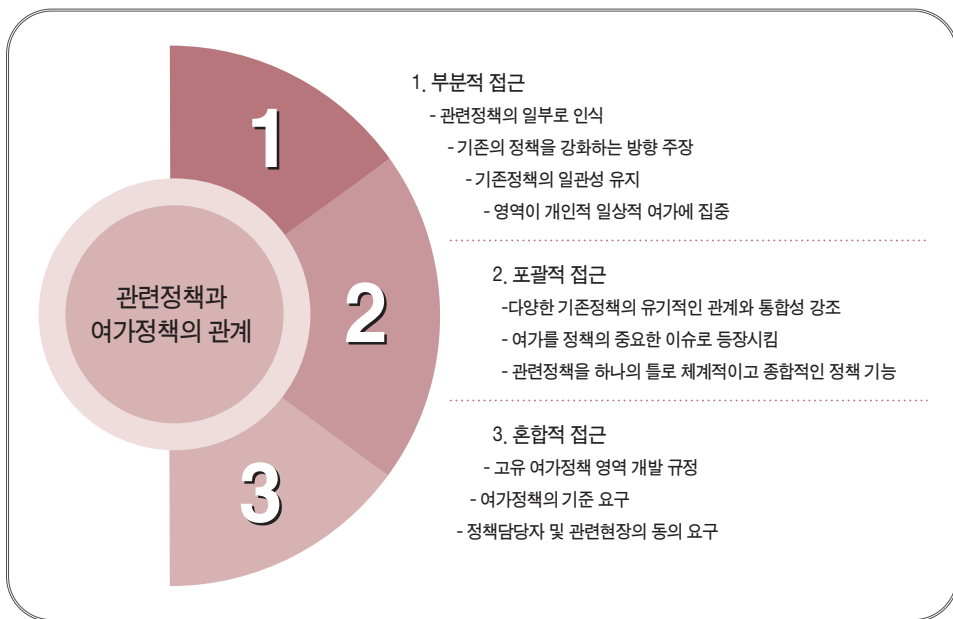 관련정책과
여가정책의 관계
1
2
3
1. 부분적 접근
- 관련정책의 일부로 인식
- 기존의 정책을 강화하는 방향 주장
- 기존정책의 일관성 유지
- 영역이 개인적 일상적 여가에 집중
2. 포괄적 접근
-다양한 기존정책의 유기적인 관계와 통합성 강조
- 여가를 정책의 중요한 이슈로 등장시킴
- 관련정책을 하나의 틀로 체계적이고 종합적인 정책 기능
3. 혼합적 접근
- 고유 여가정책 영역 개발 규정
- 여가정책의 기준 요구
- 정책담당자 및 관련현장의 동의 요구